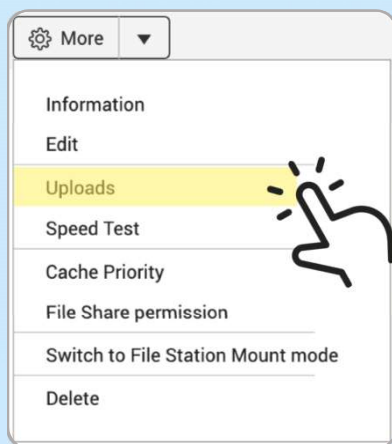 More
Information
Edit
Uploads
Speed Test
Cache Priority
File Share permission
Switch to File Station Mount mode
Delete